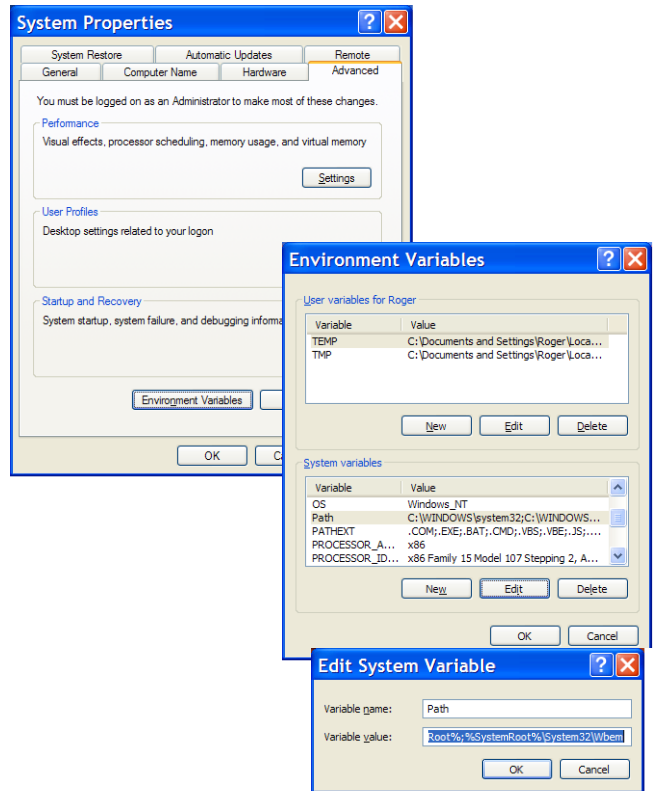 System Properties
System Restore Automatic Updates Remote
General Computer Name Hardware Advanced
You must be logged on as an Administrator to make most of these changes.
Performance
Visual effects, processor scheduling, memory usage, and virtual memory
Settings
User Profiles
Desktop settings related to your logon
Startup and Recovery
System startup, system failure, and debugging informa
Environment Variables
OK C
Environment Variables
User variables for Roger
Variable Value
TEMP C:\Documents and Settings\Roger\Loca...
TMP C:\Documents and Settings\Roger\Loca...
New Edit Delete
System variables
Variable Value
OS Windows_NT
Path C:\WINDOWS\system32;C:\WINDOWS...
PATHEXT .COM;.EXE;.BAT;.CMD;.VBS;.VBE;.JS;....
PROCESSOR_A... x86
PROCESSOR_ID... x86 Family 15 Model 107 Stepping 2, A...
New Edit Delete
OK Cancel
Edit System Variable
Variable name: Path
Variable value: Root%;%SystemRoot%\System32\Wbem
OK Cancel